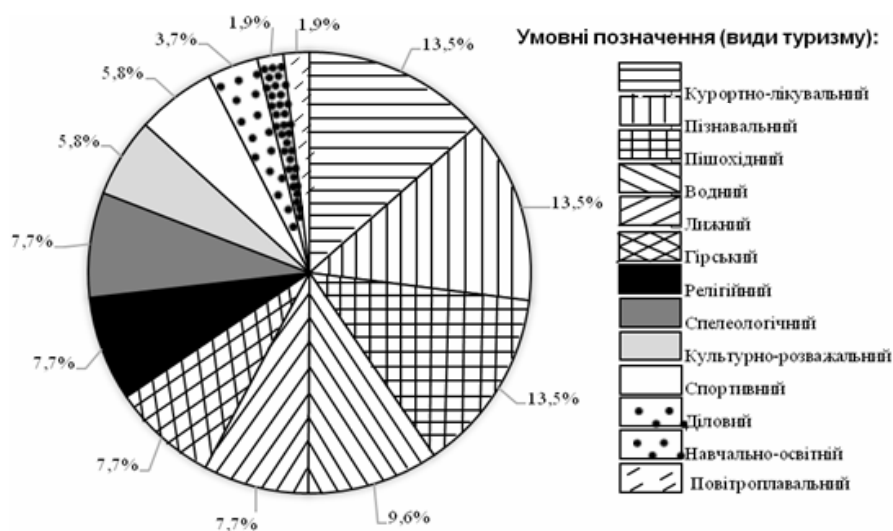 1,9%
1,9%
3,7%
13,5%
Умовні позначення (види туризму):
5,8%
5,8%
13,5%
7,7%
7,7%
13,5%
7,7%
7,7%
9,6%
Курортно-лікувальний
Пізнавальний
Пішохідний
Водний
Лижний
Гірський
Релігійний
Спелеологічний
Культурно-розважальний
Спортивний
Діловий
Навчально-освітній
Повітроплавальний